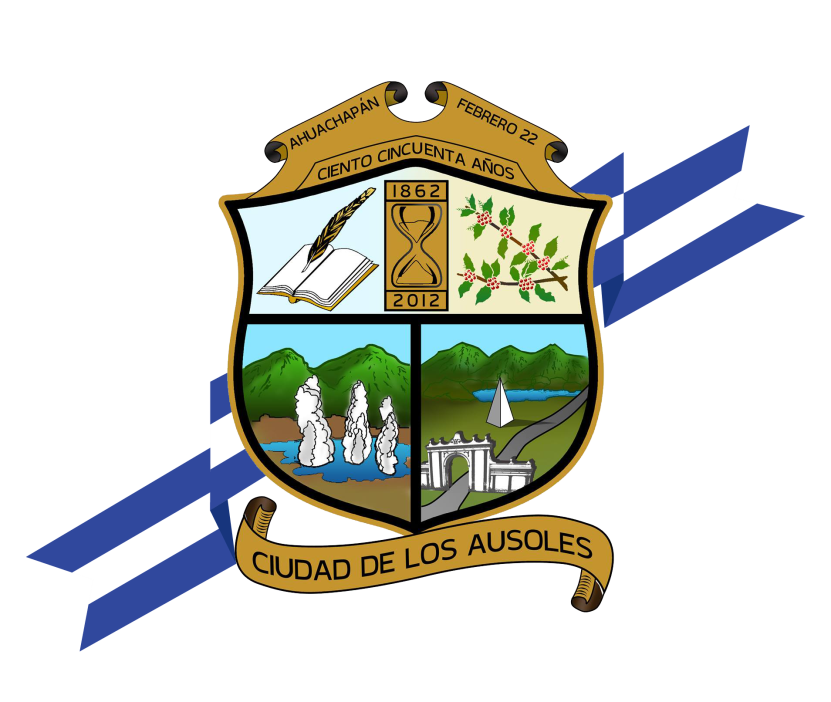 AHUACHAPÁN
FEBRERO 22
CIENTO CINCUENTA AÑOS
1862
2012
CIUDAD DE LOS AUSOLES